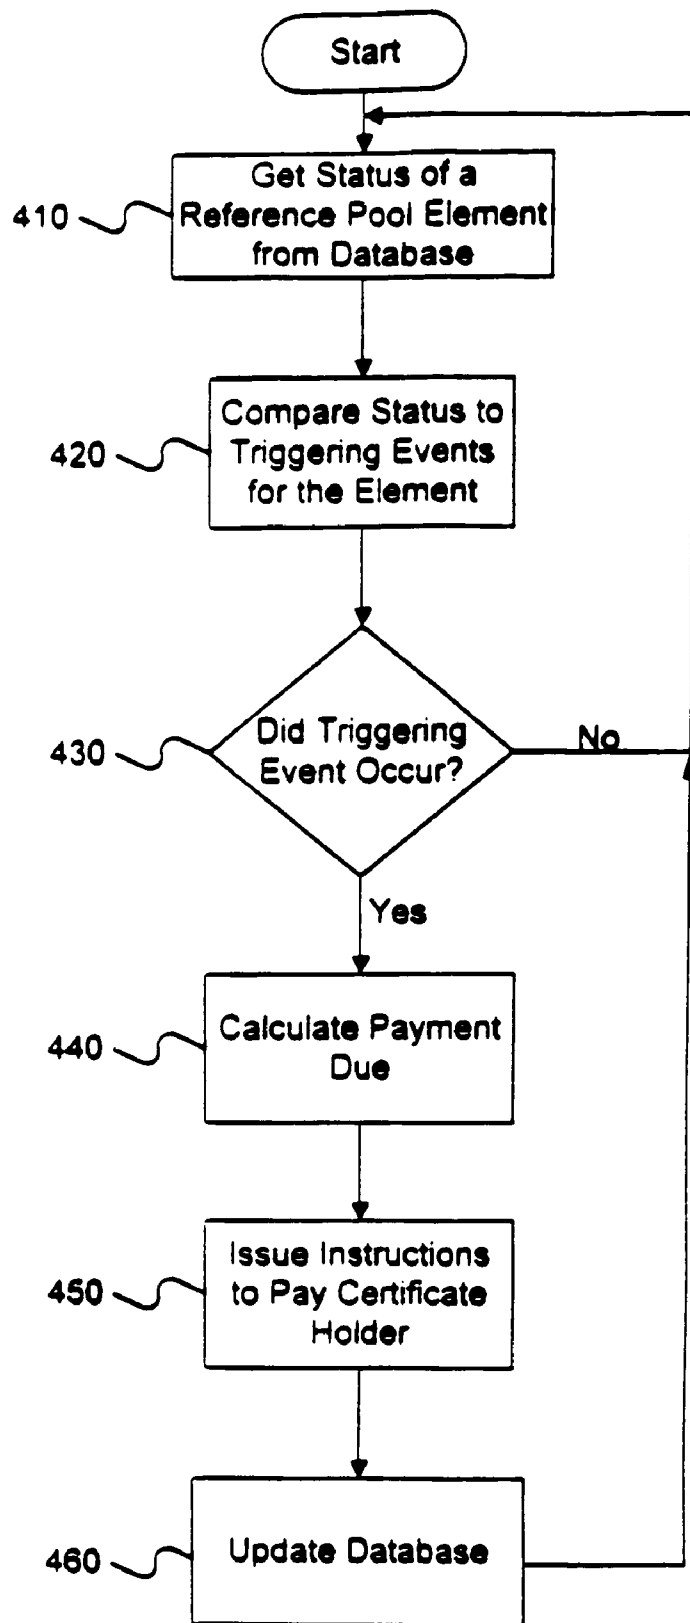 Start
Get Status of a
Reference Pool Element
from Database
410
Compare Status to
Triggering Events
for the Element
420
Did Triggering
Event Occur?
430
No
Yes
Calculate Payment
Due
440
Issue Instructions
to Pay Certificate
Holder
450
Update Database
460